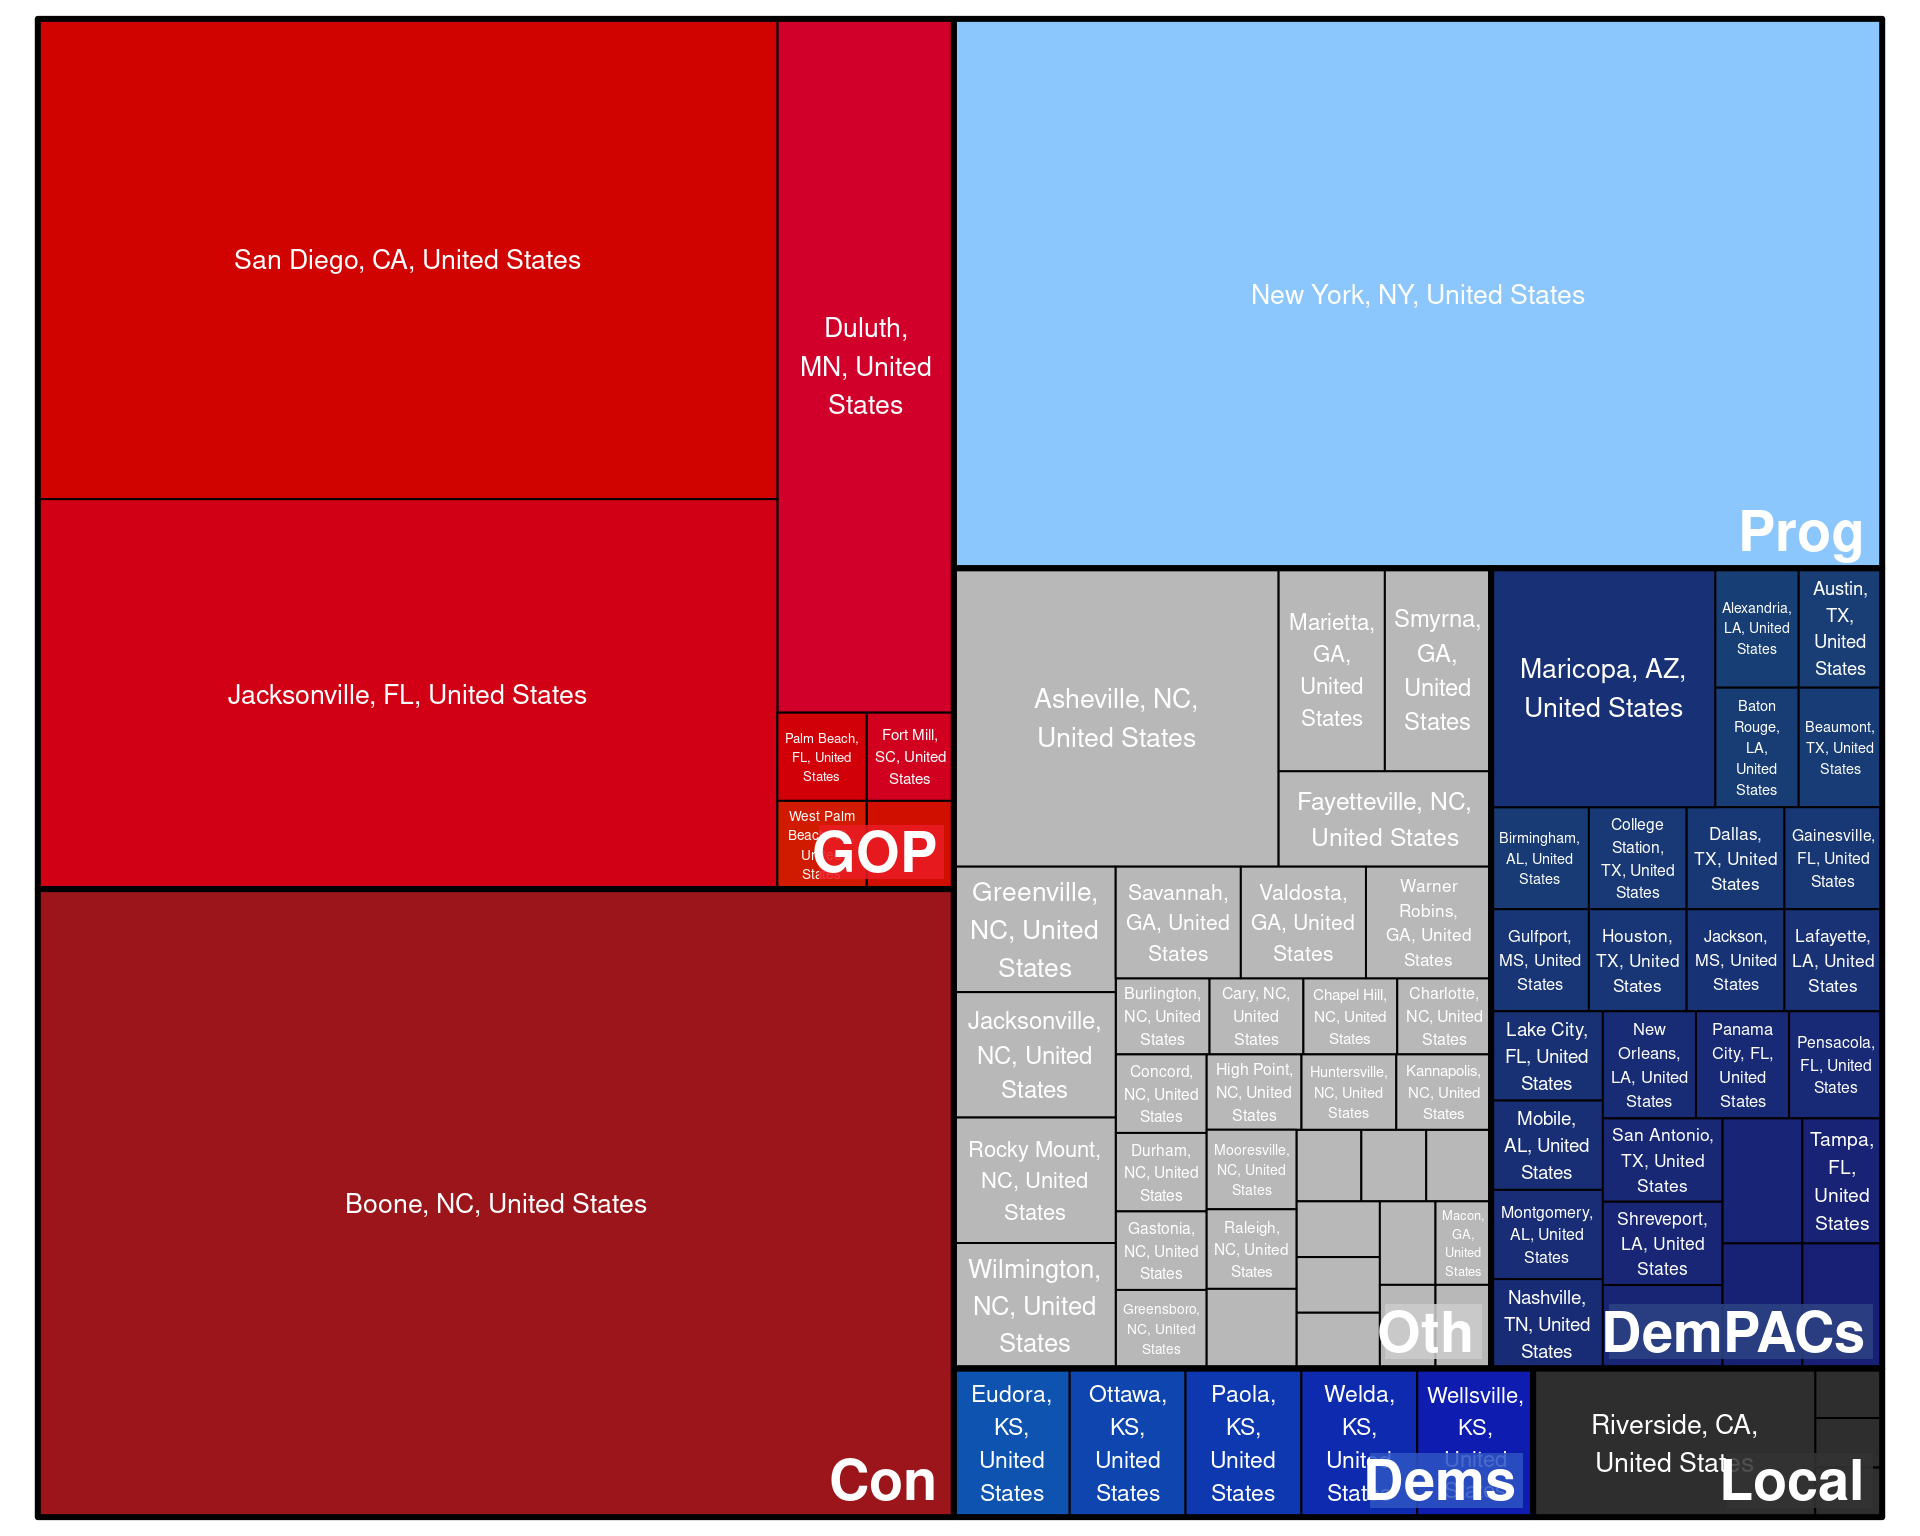 San Diego, CA, United States
Duluth,
MN, United
States
Jacksonville, FL, United States
Palm Beach,
FL, United
States
Fort Mill,
SC, United
States
West Palm
GOP
Boone, NC, United States
Con
New York, NY, United States
Prog
Asheville, NC,
United States
Marietta,
GA,
United
States
Smyrna,
GA,
United
States
Fayetteville, NC,
United States
Greenville,
NC, United
States
Savannah,
GA, United
States
Valdosta,
GA, United
States
Warner
Robins,
GA, United
States
Jacksonville,
NC, United
States
Burlington,
NC, United
States
Cary, NC,
United
States
Chapel Hill,
NC, United
States
Charlotte,
NC, United
States
Concord,
NC, United
States
High Point,
NC, United
States
Huntersville,
NC, United
States
Kannapolis,
NC, United
States
Rocky Mount,
NC, United
States
Durham,
NC, United
States
Mooresville,
NC, United
States
Gastonia,
NC, United
States
Raleigh,
NC, United
States
Macon,
GA,
United
States
Wilmington,
NC, United
States
Greensboro,
NC, United
States
Oth
Maricopa, AZ,
United States
Alexandria,
LA, United
States
Austin,
TX,
United
States
Baton
Rouge,
LA,
United
States
Beaumont,
TX, United
States
Birmingham,
AL, United
States
College
Station,
TX, United
States
Dallas,
TX, United
States
Gainesville,
FL, United
States
Gulfport,
MS, United
States
Houston,
TX, United
States
Jackson,
MS, United
States
Lafayette,
LA, United
States
Lake City,
FL, United
States
New
Orleans,
LA, United
States
Panama
City, FL,
United
States
Pensacola,
FL, United
States
Mobile,
AL, United
States
San Antonio,
TX, United
States
Tampa,
FL,
United
States
Montgomery,
AL, United
States
Shreveport,
LA, United
States
Nashville,
TN, United
States
DemPACs
Eudora,
KS,
United
States
Ottawa,
KS,
United
States
Paola,
KS,
United
States
Welda,
KS,
United
Wellsville,
KS,
United
States
Dems
Riverside, CA,
United States
Local